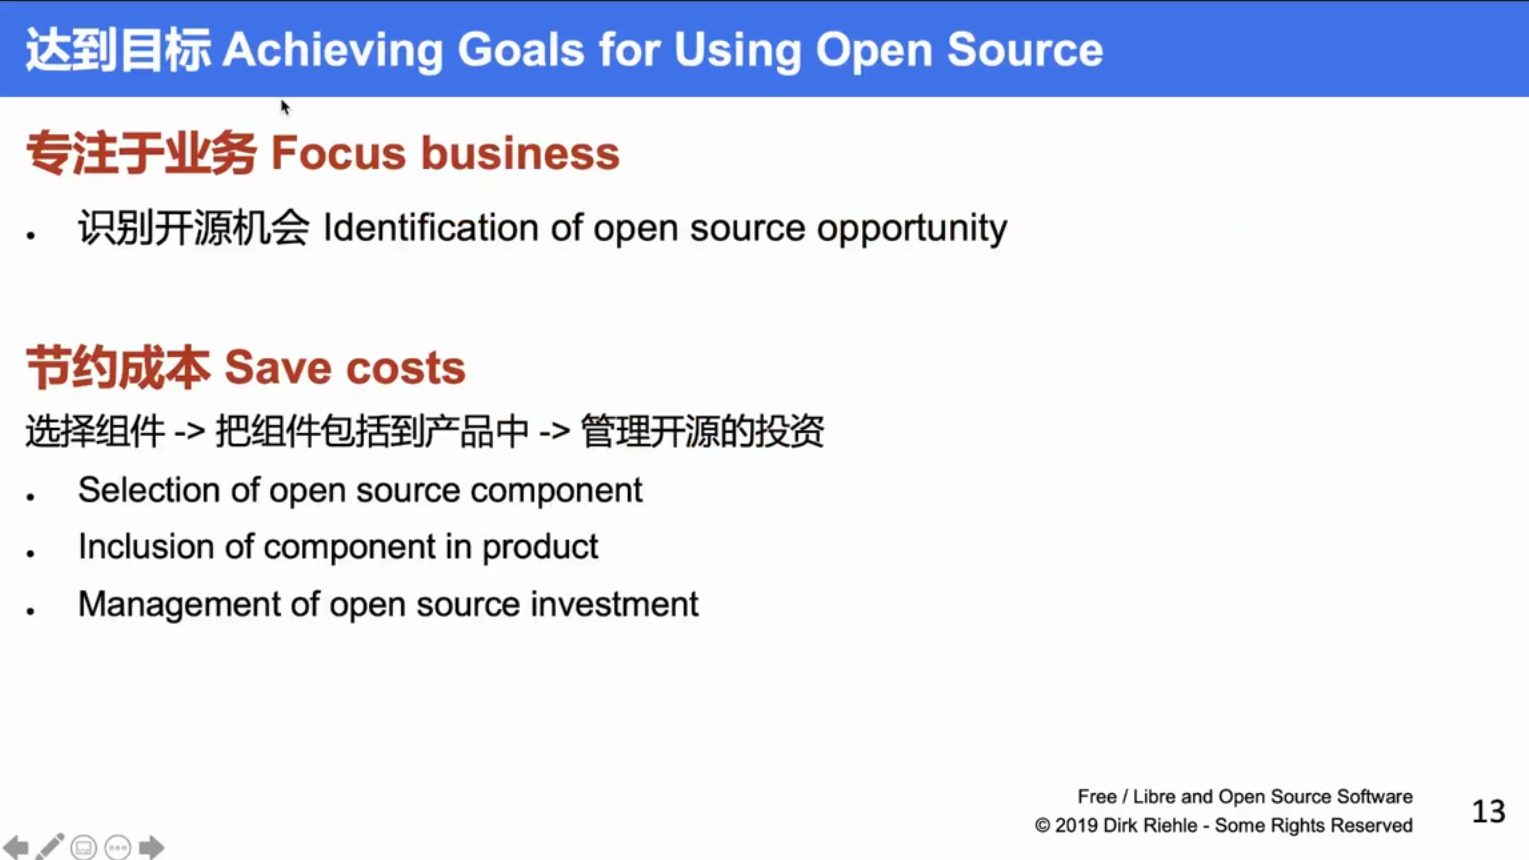 达到目标 Achieving Goals for Using Open Source
专注于业务 Focus business
• 识别开源机会 Identification of open source opportunity
节约成本 Save costs
选择组件 -> 把组件包括到产品中 -> 管理开源的投资
• Selection of open source component
• Inclusion of component in product
• Management of open source investment
Free / Libre and Open Source Software
© 2019 Dirk Riehle - Some Rights Reserved
13